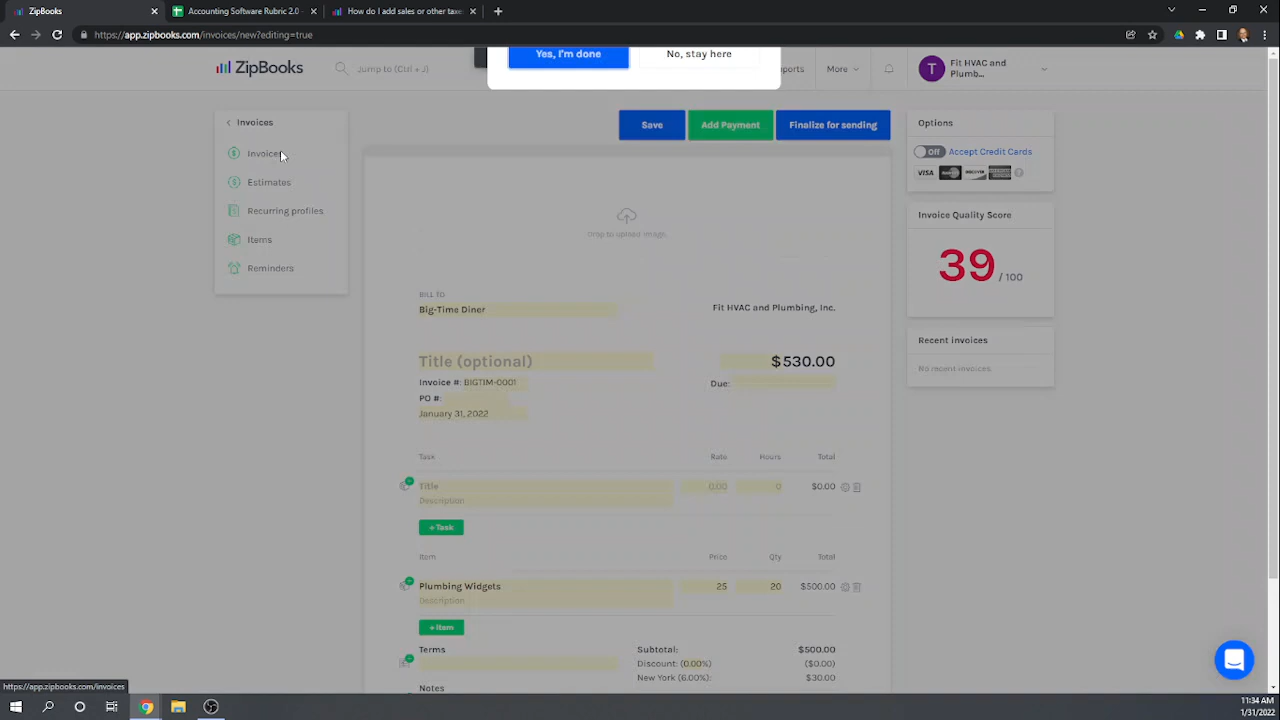 ZipBooks
Accounting Software Rubric 2.0 -
How do I add sales or other taxe
https://app.zipbooks.com/invoices/new?editing=true
Yes, I'm done
No, stay here
ZipBooks
Jump to (Ctrl + J)
More
T
Fit HVAC and
Plumb...
Invoices
Save
Add Payment
Finalize for sending
Options
Invoices
Off
Accept Credit Cards
VISA
Estimates
Recurring profiles
Invoice Quality Score
Items
39 / 100
Reminders
Drop to upload image.
BILL TO
Big-Time Diner
Fit HVAC and Plumbing, Inc.
Recent invoices
No recent invoices.
Title (optional)
$530.00
Invoice #: BIGTIM-0001
Due:
PO #:
January 31, 2022
Task Rate Hours Total
Title 0.00 0 $0.00
Description
+ Task
Item Price Qty Total
Plumbing Widgets 25 20 $500.00
Description
+ Item
Terms
Subtotal: $500.00
Discount: (0.00%) ($0.00)
New York (6.00%): $30.00
Notes
https://app.zipbooks.com/invoices
11:34 AM
1/31/2022